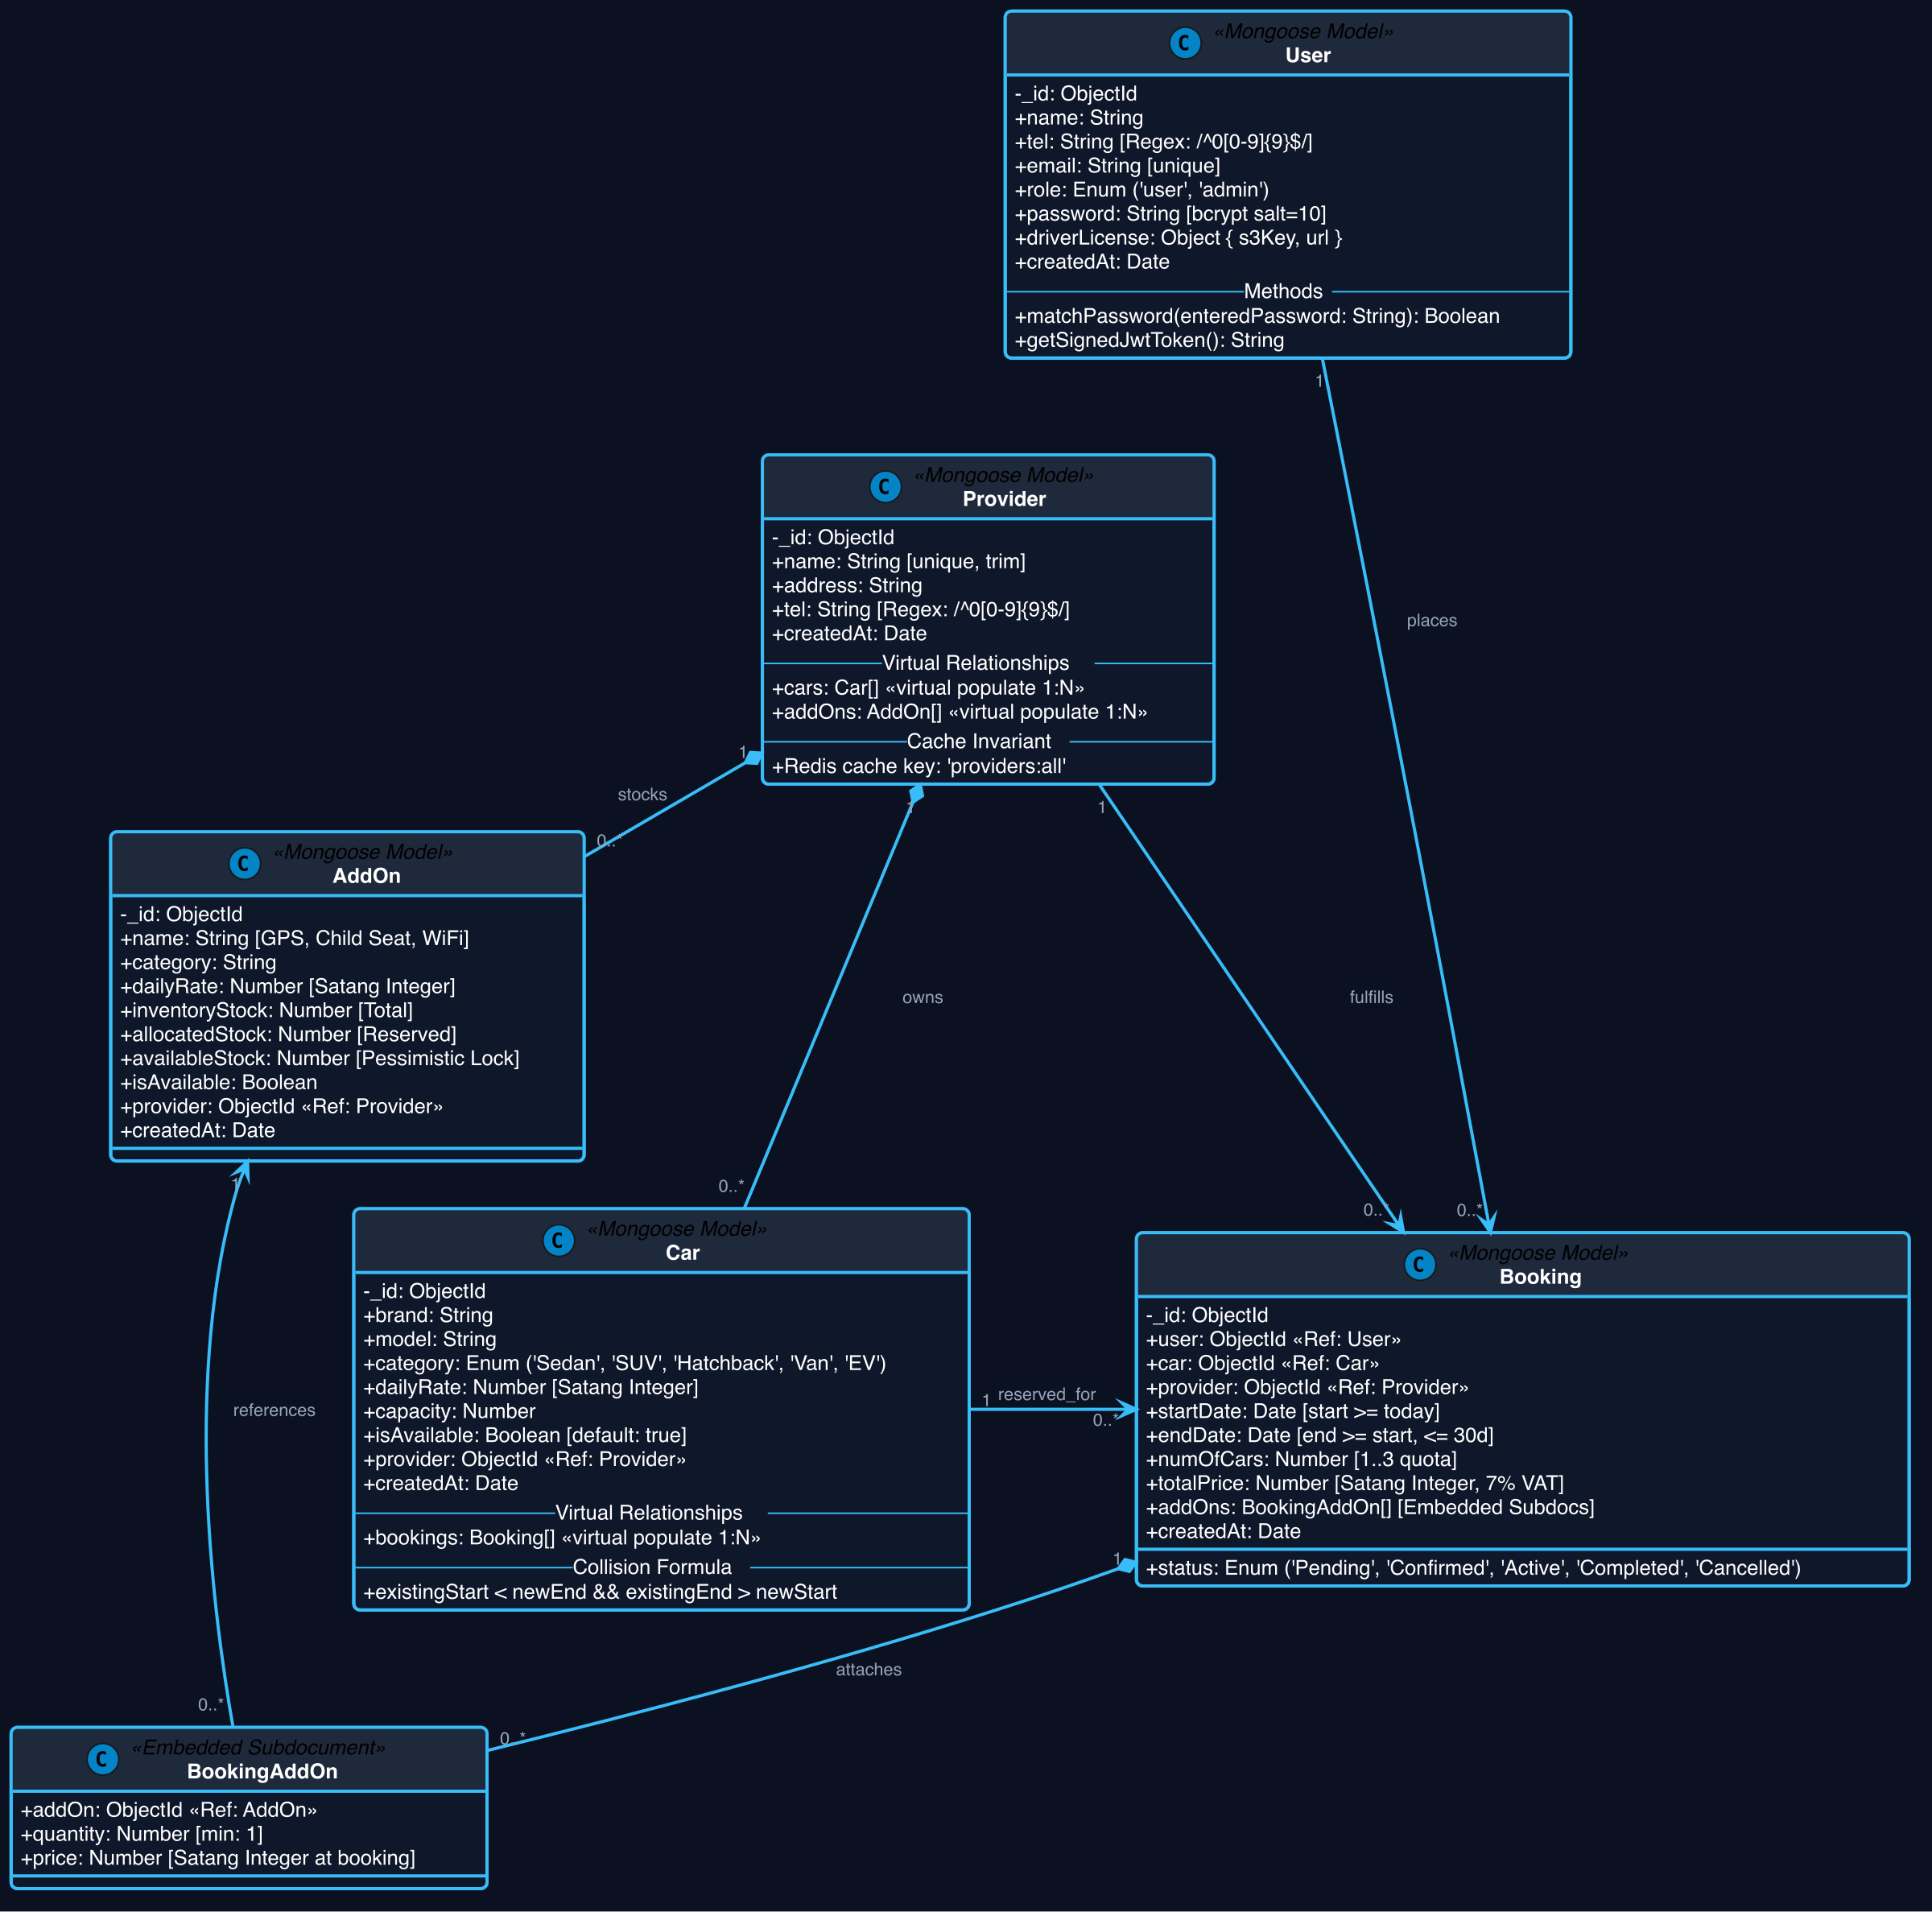 C
«Mongoose Model»
User
-_id: ObjectId
+name: String
+tel: String [Regex: /^0[0-9]{9}$/]
+email: String [unique]
+role: Enum ('user', 'admin')
+password: String [bcrypt salt=10]
+driverLicense: Object { s3Key, url }
+createdAt: Date
Methods
+matchPassword(enteredPassword: String): Boolean
+getSignedJwtToken(): String
1
C
«Mongoose Model»
Provider
-_id: ObjectId
+name: String [unique, trim]
+address: String
+tel: String [Regex: /^0[0-9]{9}$/]
+createdAt: Date
Virtual Relationships
+cars: Car[] «virtual populate 1:N»
+addOns: AddOn[] «virtual populate 1:N»
Cache Invariant
+Redis cache key: 'providers:all'
places
1
stocks
0..*
1
1
C
«Mongoose Model»
AddOn
-_id: ObjectId
+name: String [GPS, Child Seat, WiFi]
+category: String
+dailyRate: Number [Satang Integer]
+inventoryStock: Number [Total]
+allocatedStock: Number [Reserved]
+availableStock: Number [Pessimistic Lock]
+isAvailable: Boolean
+provider: ObjectId «Ref: Provider»
+createdAt: Date
owns
fulfills
1
0..*
0..*
0..*
C
«Mongoose Model»
Car
-_id: ObjectId
+brand: String
+model: String
+category: Enum ('Sedan', 'SUV', 'Hatchback', 'Van', 'EV')
+dailyRate: Number [Satang Integer]
+capacity: Number
+isAvailable: Boolean [default: true]
+provider: ObjectId «Ref: Provider»
+createdAt: Date
Virtual Relationships
+bookings: Booking[] «virtual populate 1:N»
Collision Formula
+existingStart < newEnd && existingEnd > newStart
1
reserved_for
0..*
C
«Mongoose Model»
Booking
-_id: ObjectId
+user: ObjectId «Ref: User»
+car: ObjectId «Ref: Car»
+provider: ObjectId «Ref: Provider»
+startDate: Date [start >= today]
+endDate: Date [end >= start, <= 30d]
+numOfCars: Number [1..3 quota]
+totalPrice: Number [Satang Integer, 7% VAT]
+addOns: BookingAddOn[] [Embedded Subdocs]
+createdAt: Date
+status: Enum ('Pending', 'Confirmed', 'Active', 'Completed', 'Cancelled')
references
1
attaches
0..*
0..*
C
«Embedded Subdocument»
BookingAddOn
+addOn: ObjectId «Ref: AddOn»
+quantity: Number [min: 1]
+price: Number [Satang Integer at booking]